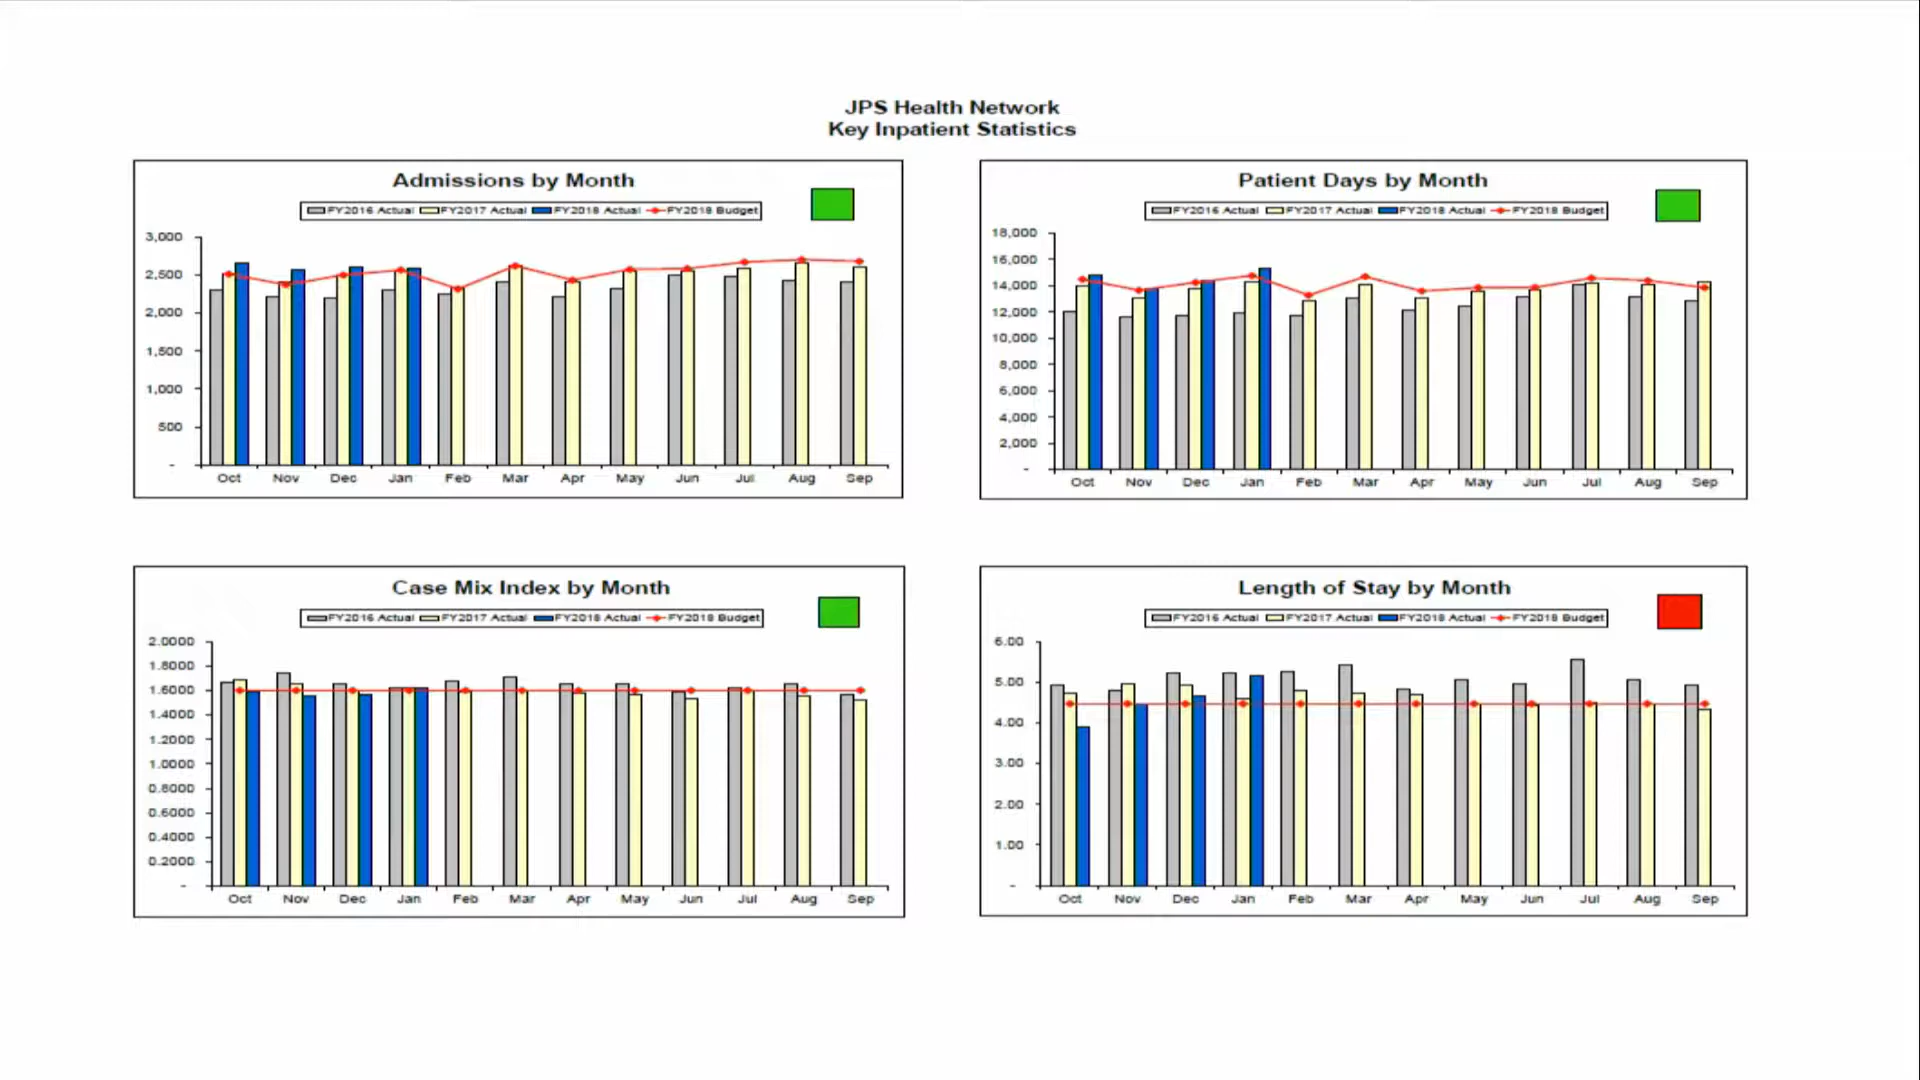 JPS Health Network
Key Inpatient Statistics
Admissions by Month
FY2016 Actual FY2017 Actual FY2018 Actual FY2018 Budget
3,000
2,500
2,000
1,500
1,000
500
-
Oct Nov Dec Jan Feb Mar Apr May Jun Jul Aug Sep
Patient Days by Month
FY2016 Actual FY2017 Actual FY2018 Actual FY2018 Budget
18,000
16,000
14,000
12,000
10,000
8,000
6,000
4,000
2,000
-
Oct Nov Dec Jan Feb Mar Apr May Jun Jul Aug Sep
Case Mix Index by Month
FY2016 Actual FY2017 Actual FY2018 Actual FY2018 Budget
2.0000
1.8000
1.6000
1.4000
1.2000
1.0000
0.8000
0.6000
0.4000
0.2000
-
Oct Nov Dec Jan Feb Mar Apr May Jun Jul Aug Sep
Length of Stay by Month
FY2016 Actual FY2017 Actual FY2018 Actual FY2018 Budget
6.00
5.00
4.00
3.00
2.00
1.00
-
Oct Nov Dec Jan Feb Mar Apr May Jun Jul Aug Sep